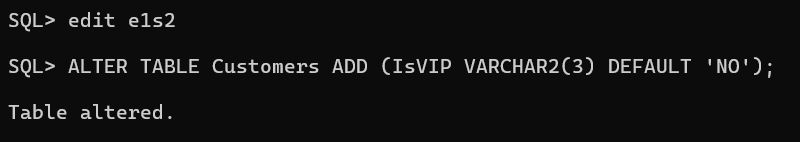 SQL> edit e1s2
SQL> ALTER TABLE Customers ADD (IsVIP VARCHAR2(3) DEFAULT 'NO');
Table altered.